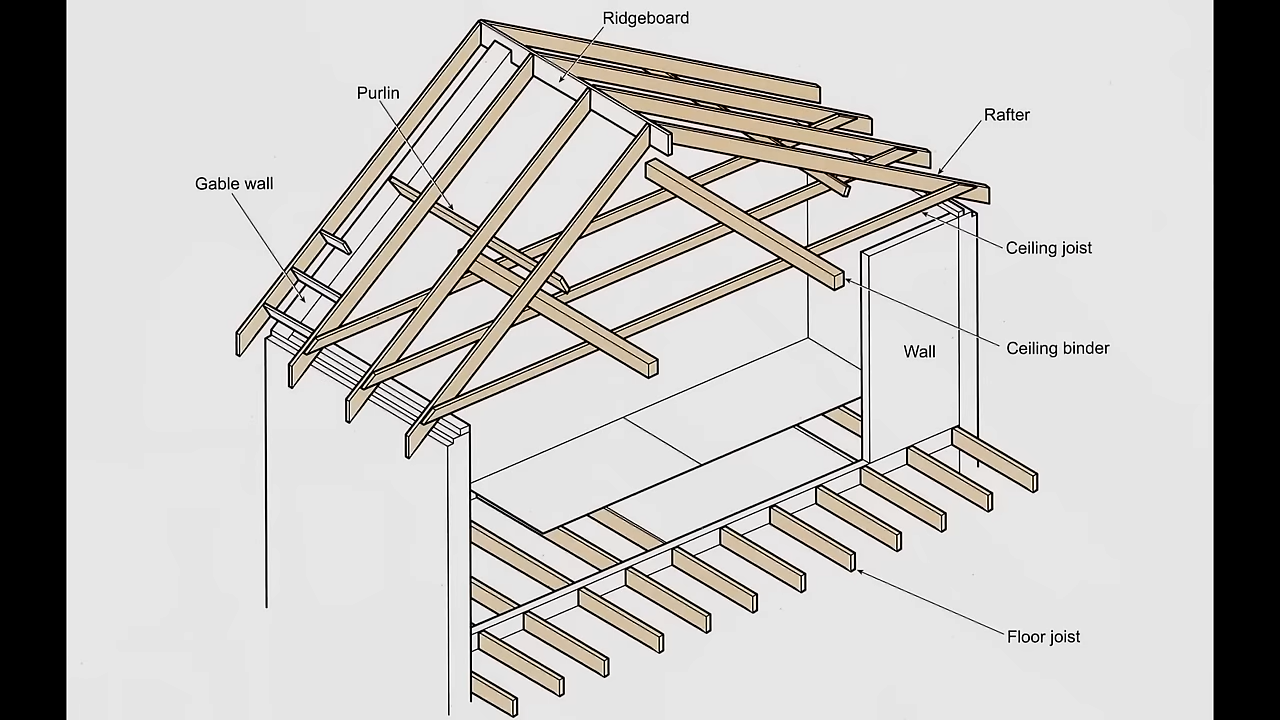 Ridgeboard
Purlin
Rafter
Gable wall
Ceiling joist
Ceiling binder
Wall
Floor joist